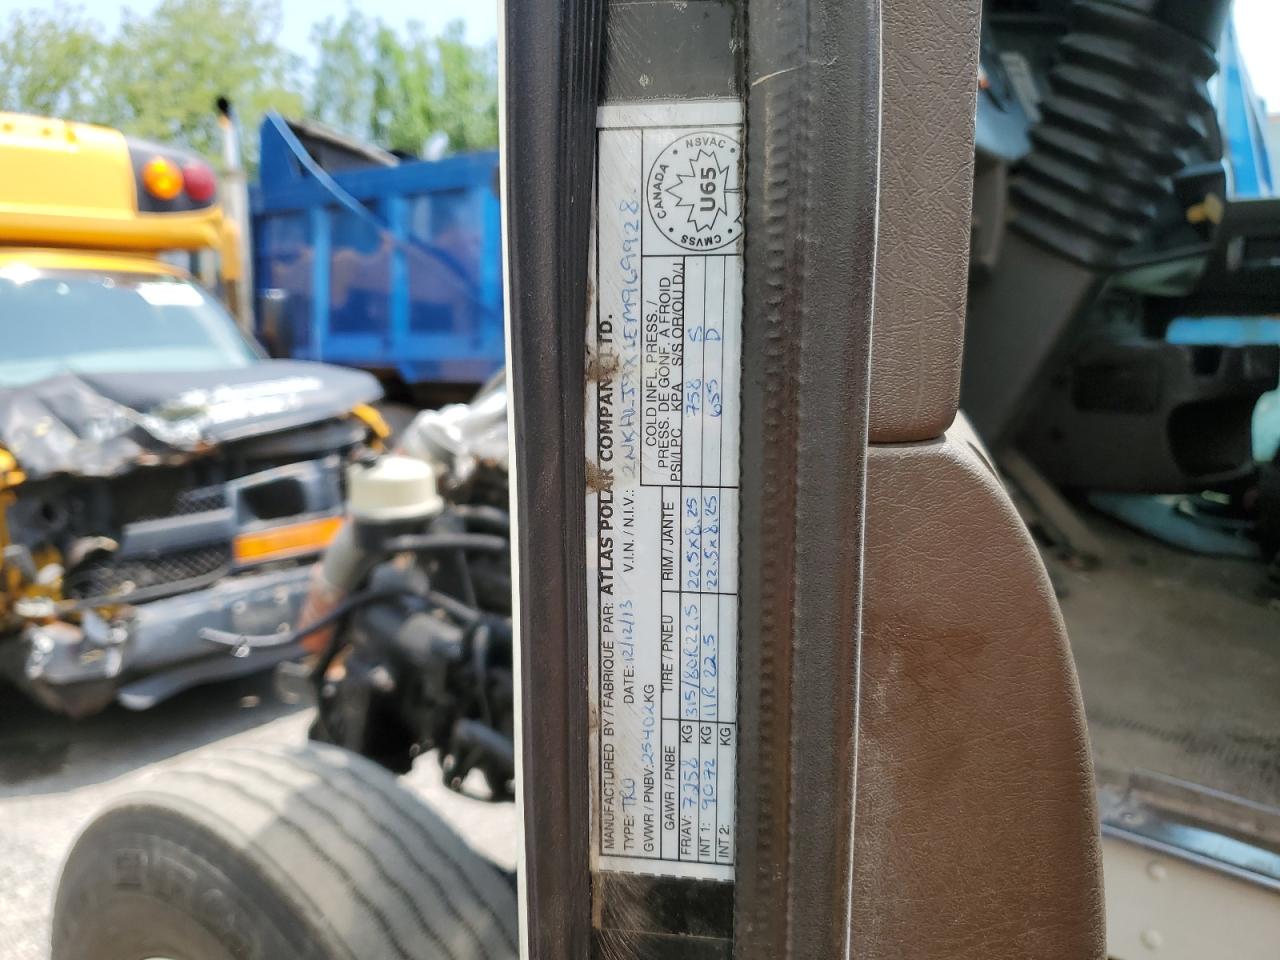 MANUFACTURED BY / FABRIQUE PAR: ATLAS POLAR COMPANY LTD.
TYPE: TRU DATE: 12/12/13 V.I.N. / N.I.V.:
GVWR / PNBV: 25402 KG
COLD INFL. PRESS. /
PRESS. DE GONF. À FROID
GAWR / PNBE TIRE / PNEU RIM / JANTE PSI/LPC KPA S/S OR/OU D/J
FR/AV: 7258 KG 315/80R22.5 22.5x8.25 758 S
INT 1: 9072 KG 11R 22.5 22.5x8.25 655 D
INT 2: KG
CANADA • NSVAC • CMVSS •
U65